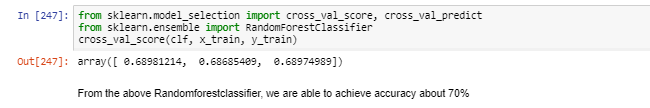 In [247]: from sklearn.model_selection import cross_val_score, cross_val_predict
from sklearn.ensemble import RandomForestClassifier
cross_val_score(clf, x_train, y_train)
Out[247]: array([ 0.68981214,  0.68685409,  0.68974989])
From the above Randomforestclassifier, we are able to achieve accuracy about 70%